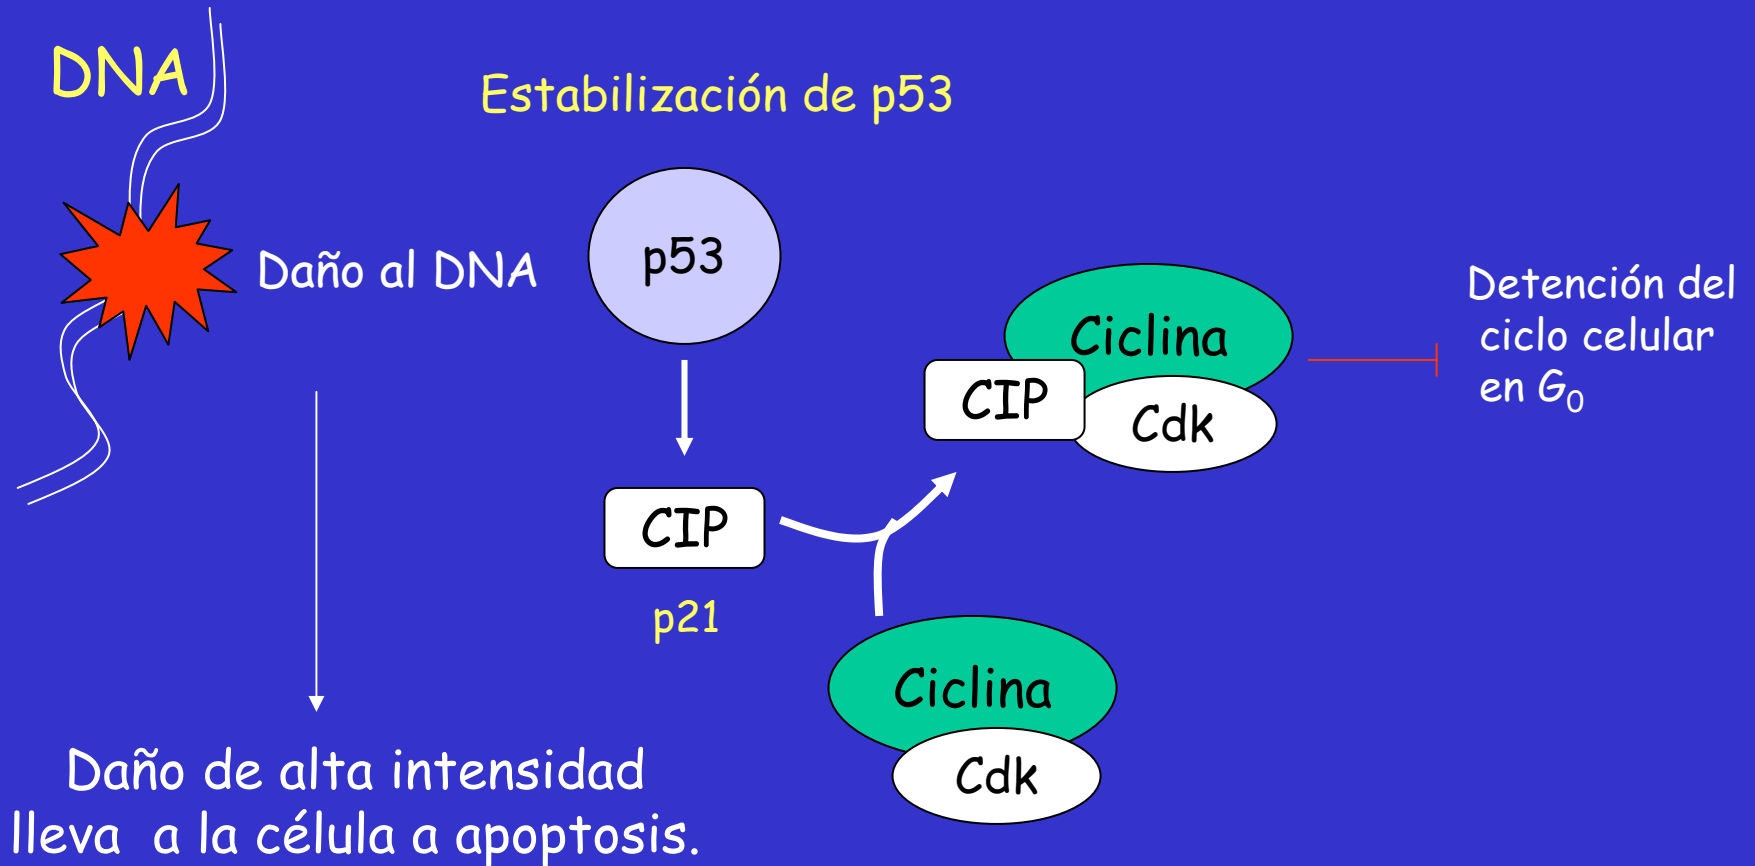 DNA
Estabilización de p53
p53
Daño al DNA
Ciclina
CIP
Cdk
Detención del
ciclo celular
en G₀
CIP
p21
Ciclina
Cdk
Daño de alta intensidad
lleva a la célula a apoptosis.